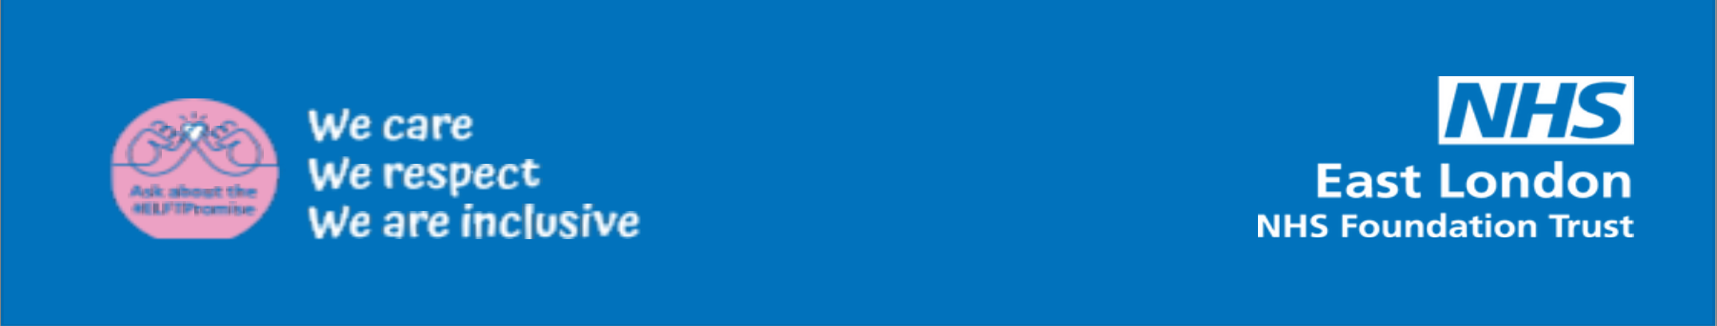 Ask about the
#ELFTPromise
We care
We respect
We are inclusive
NHS
East London
NHS Foundation Trust